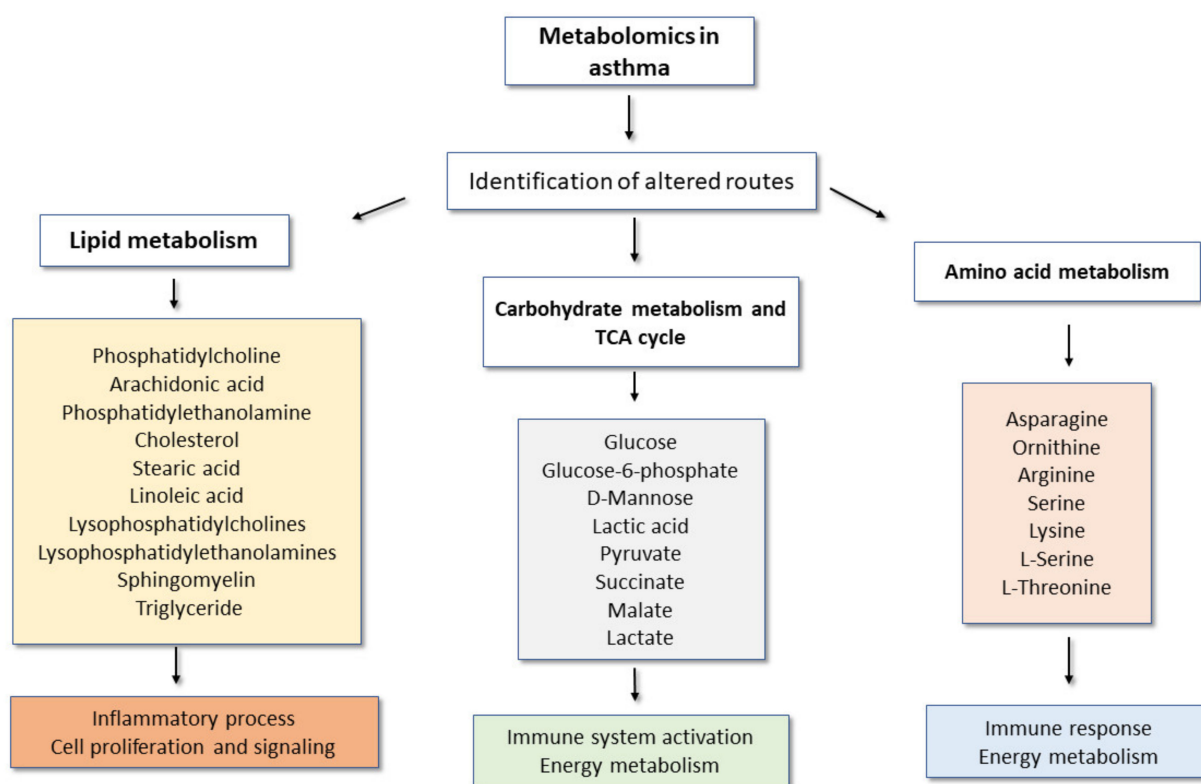 Metabolomics in
asthma
Identification of altered routes
Lipid metabolism
Phosphatidylcholine
Arachidonic acid
Phosphatidylethanolamine
Cholesterol
Stearic acid
Linoleic acid
Lysophosphatidylcholines
Lysophosphatidylethanolamines
Sphingomyelin
Triglyceride
Inflammatory process
Cell proliferation and signaling
Carbohydrate metabolism and
TCA cycle
Glucose
Glucose-6-phosphate
D-Mannose
Lactic acid
Pyruvate
Succinate
Malate
Lactate
Immune system activation
Energy metabolism
Amino acid metabolism
Asparagine
Ornithine
Arginine
Serine
Lysine
L-Serine
L-Threonine
Immune response
Energy metabolism